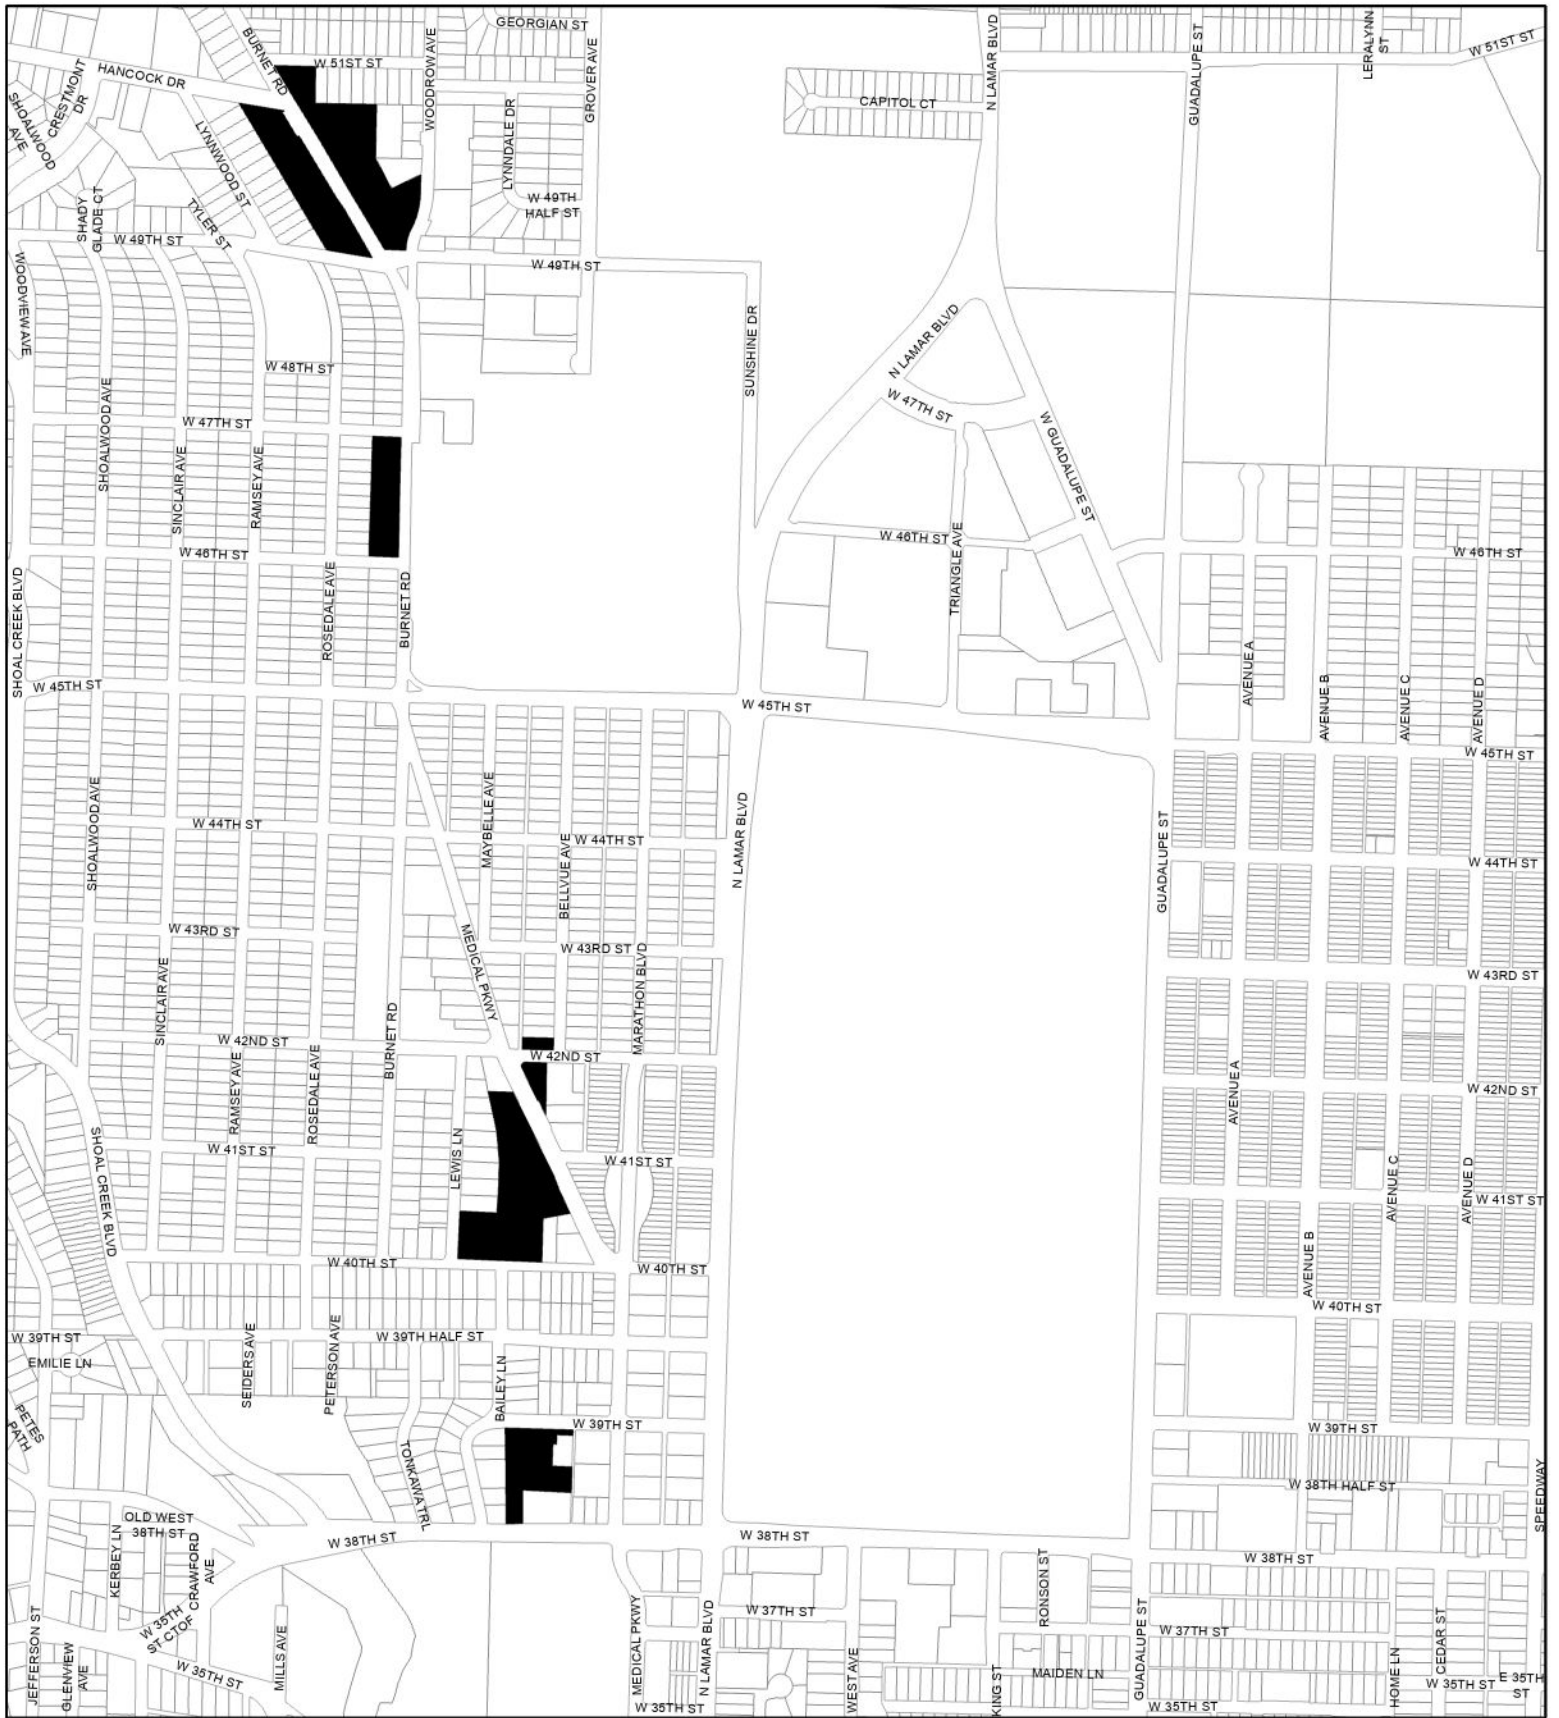 GEORGIAN ST
BURNET RD
WOODROW AVE
N LAMAR BLVD
GUADALUPE ST
LERALYNN
ST
W 51ST ST
W 51ST ST
HANCOCK DR
CRESTMONT
DR
GROVER AVE
SHOALWOOD
AVE
CAPITOL CT
LYNNWOOD ST
LYNNDALE DR
W 49TH
HALF ST
SHADY
GLADE CT
TYLER ST
W 49TH ST
W 49TH ST
WOODVIEW AVE
SUNSHINE DR
N LAMAR BLVD
W 48TH ST
W 47TH ST
SHOALWOOD AVE
W 47TH ST
W GUADALUPE ST
SINCLAIR AVE
RAMSEY AVE
W 46TH ST
W 46TH ST
W 46TH ST
TRIANGLE AVE
SHOAL CREEK BLVD
ROSEDALE AVE
BURNET RD
AVENUE A
AVENUE B
AVENUE C
AVENUE D
W 45TH ST
W 45TH ST
W 45TH ST
SHOALWOOD AVE
MAYBELLE AVE
N LAMAR BLVD
GUADALUPE ST
W 44TH ST
W 44TH ST
W 44TH ST
BELLVUE AVE
W 43RD ST
W 43RD ST
W 43RD ST
MEDICAL PKWY
MARATHON BLVD
SINCLAIR AVE
BURNET RD
W 42ND ST
W 42ND ST
W 42ND ST
RAMSEY AVE
ROSEDALE AVE
AVENUE A
SHOAL CREEK BLVD
W 41ST ST
LEWIS LN
W 41ST ST
AVENUE C
AVENUE D
W 41ST ST
AVENUE B
W 40TH ST
W 40TH ST
W 40TH ST
W 39TH ST
SEIDERS AVE
PETERSON AVE
W 39TH HALF ST
EMILIE LN
BAILEY LN
PETES
PATH
W 39TH ST
W 39TH ST
TONKAWA TRL
W 38TH HALF ST
SPEEDWAY
OLD WEST
38TH ST
KERBEY LN
CRAWFORD
AVE
W 38TH ST
W 38TH ST
W 38TH ST
RONSON ST
W 35TH
ST CTOF
W 37TH ST
W 37TH ST
JEFFERSON ST
GLENVIEW
AVE
MILLS AVE
W 35TH ST
MEDICAL PKWY
N LAMAR BLVD
WEST AVE
KING ST
MAIDEN LN
GUADALUPE ST
HOME LN
CEDAR ST
W 35TH ST
W 35TH ST
W 35TH ST
E 35TH
ST